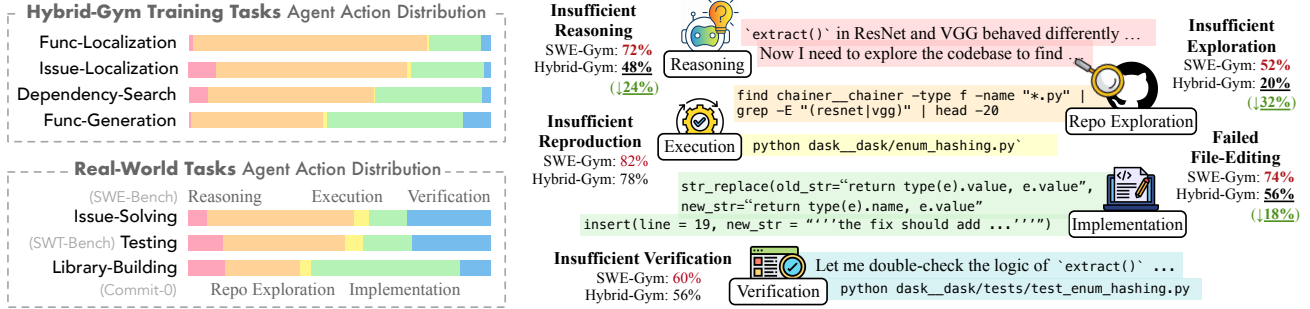 Hybrid-Gym Training Tasks Agent Action Distribution
Func-Localization
Issue-Localization
Dependency-Search
Func-Generation
Real-World Tasks Agent Action Distribution
(SWE-Bench) Reasoning Execution Verification
Issue-Solving
(SWT-Bench) Testing
Library-Building
(Commit-0) Repo Exploration Implementation
Insufficient
Reasoning
SWE-Gym: 72%
Hybrid-Gym: 48%
(↓24%)
Reasoning
`extract()` in ResNet and VGG behaved differently …
Now I need to explore the codebase to find …
Insufficient
Exploration
SWE-Gym: 52%
Hybrid-Gym: 20%
(↓32%)
find chainer__chainer -type f -name "*.py" |
grep -E "(resnet|vgg)" | head -20
Repo Exploration
Insufficient
Reproduction
SWE-Gym: 82%
Hybrid-Gym: 78%
Execution
python dask__dask/enum_hashing.py`
Failed
File-Editing
SWE-Gym: 74%
Hybrid-Gym: 56%
(↓18%)
str_replace(old_str=“return type(e).value, e.value”,
new_str=“return type(e).name, e.value”
insert(line = 19, new_str = “‘’’the fix should add ...’’’”)
</>
Implementation
Insufficient Verification
SWE-Gym: 60%
Hybrid-Gym: 56%
Verification
Let me double-check the logic of `extract()` ...
python dask__dask/tests/test_enum_hashing.py